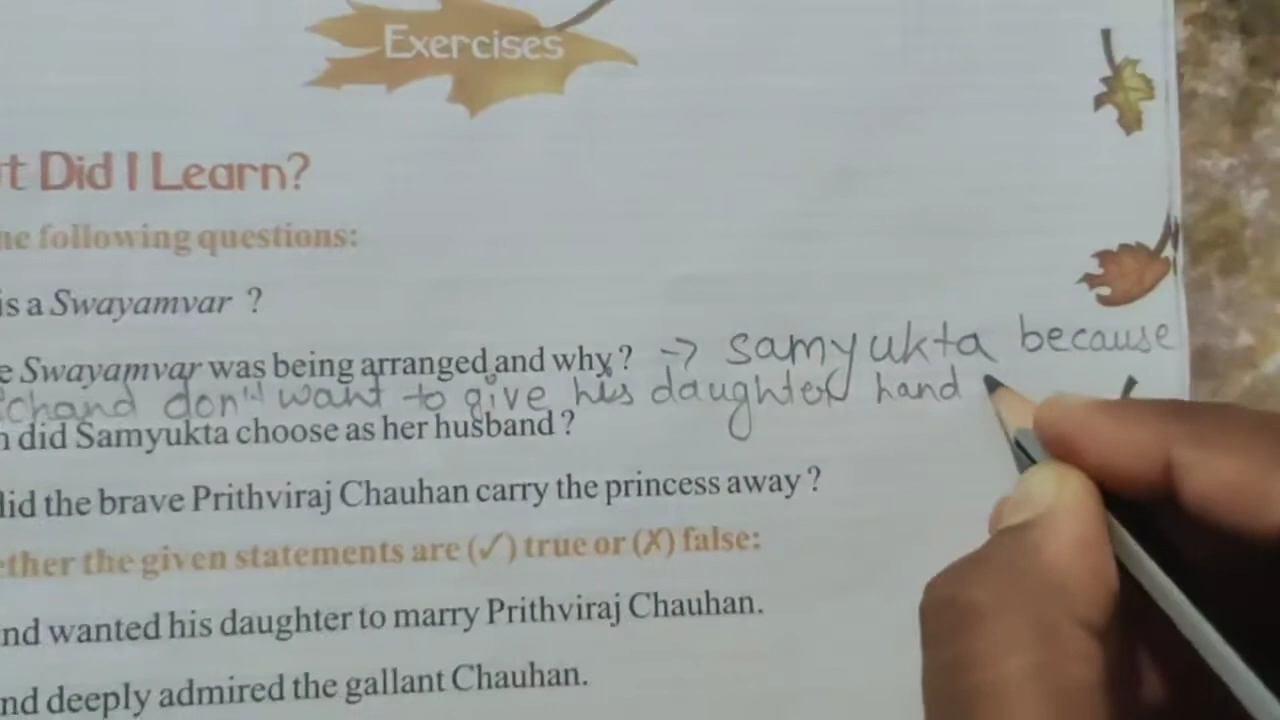 Exercises
t Did I Learn?
he following questions:
is a Swayamvar ?
e Swayamvar was being arranged and why ? -> samyukta because
chand don't want to give his daughter hand
n did Samyukta choose as her husband ?
did the brave Prithviraj Chauhan carry the princess away ?
ether the given statements are (✓) true or (✗) false:
nd wanted his daughter to marry Prithviraj Chauhan.
nd deeply admired the gallant Chauhan.